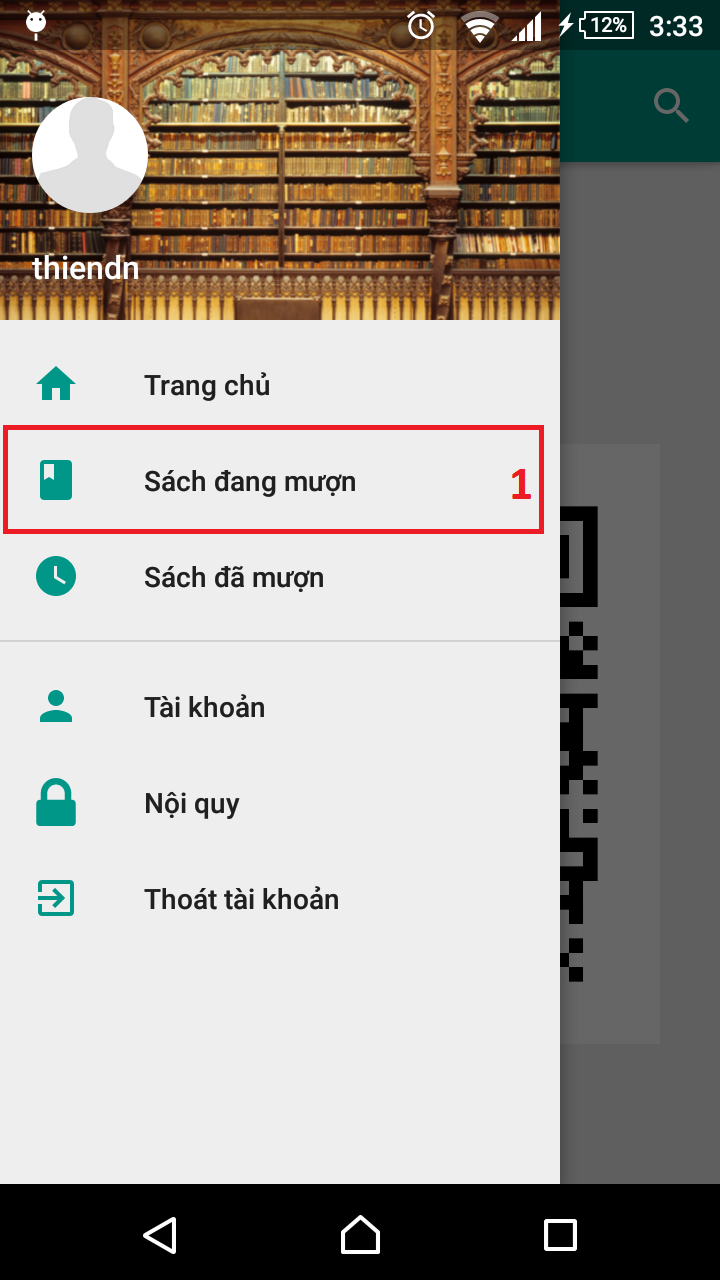 12% 3:33
thiendn
Trang chủ
Sách đang mượn 1
Sách đã mượn
Tài khoản
Nội quy
Thoát tài khoản